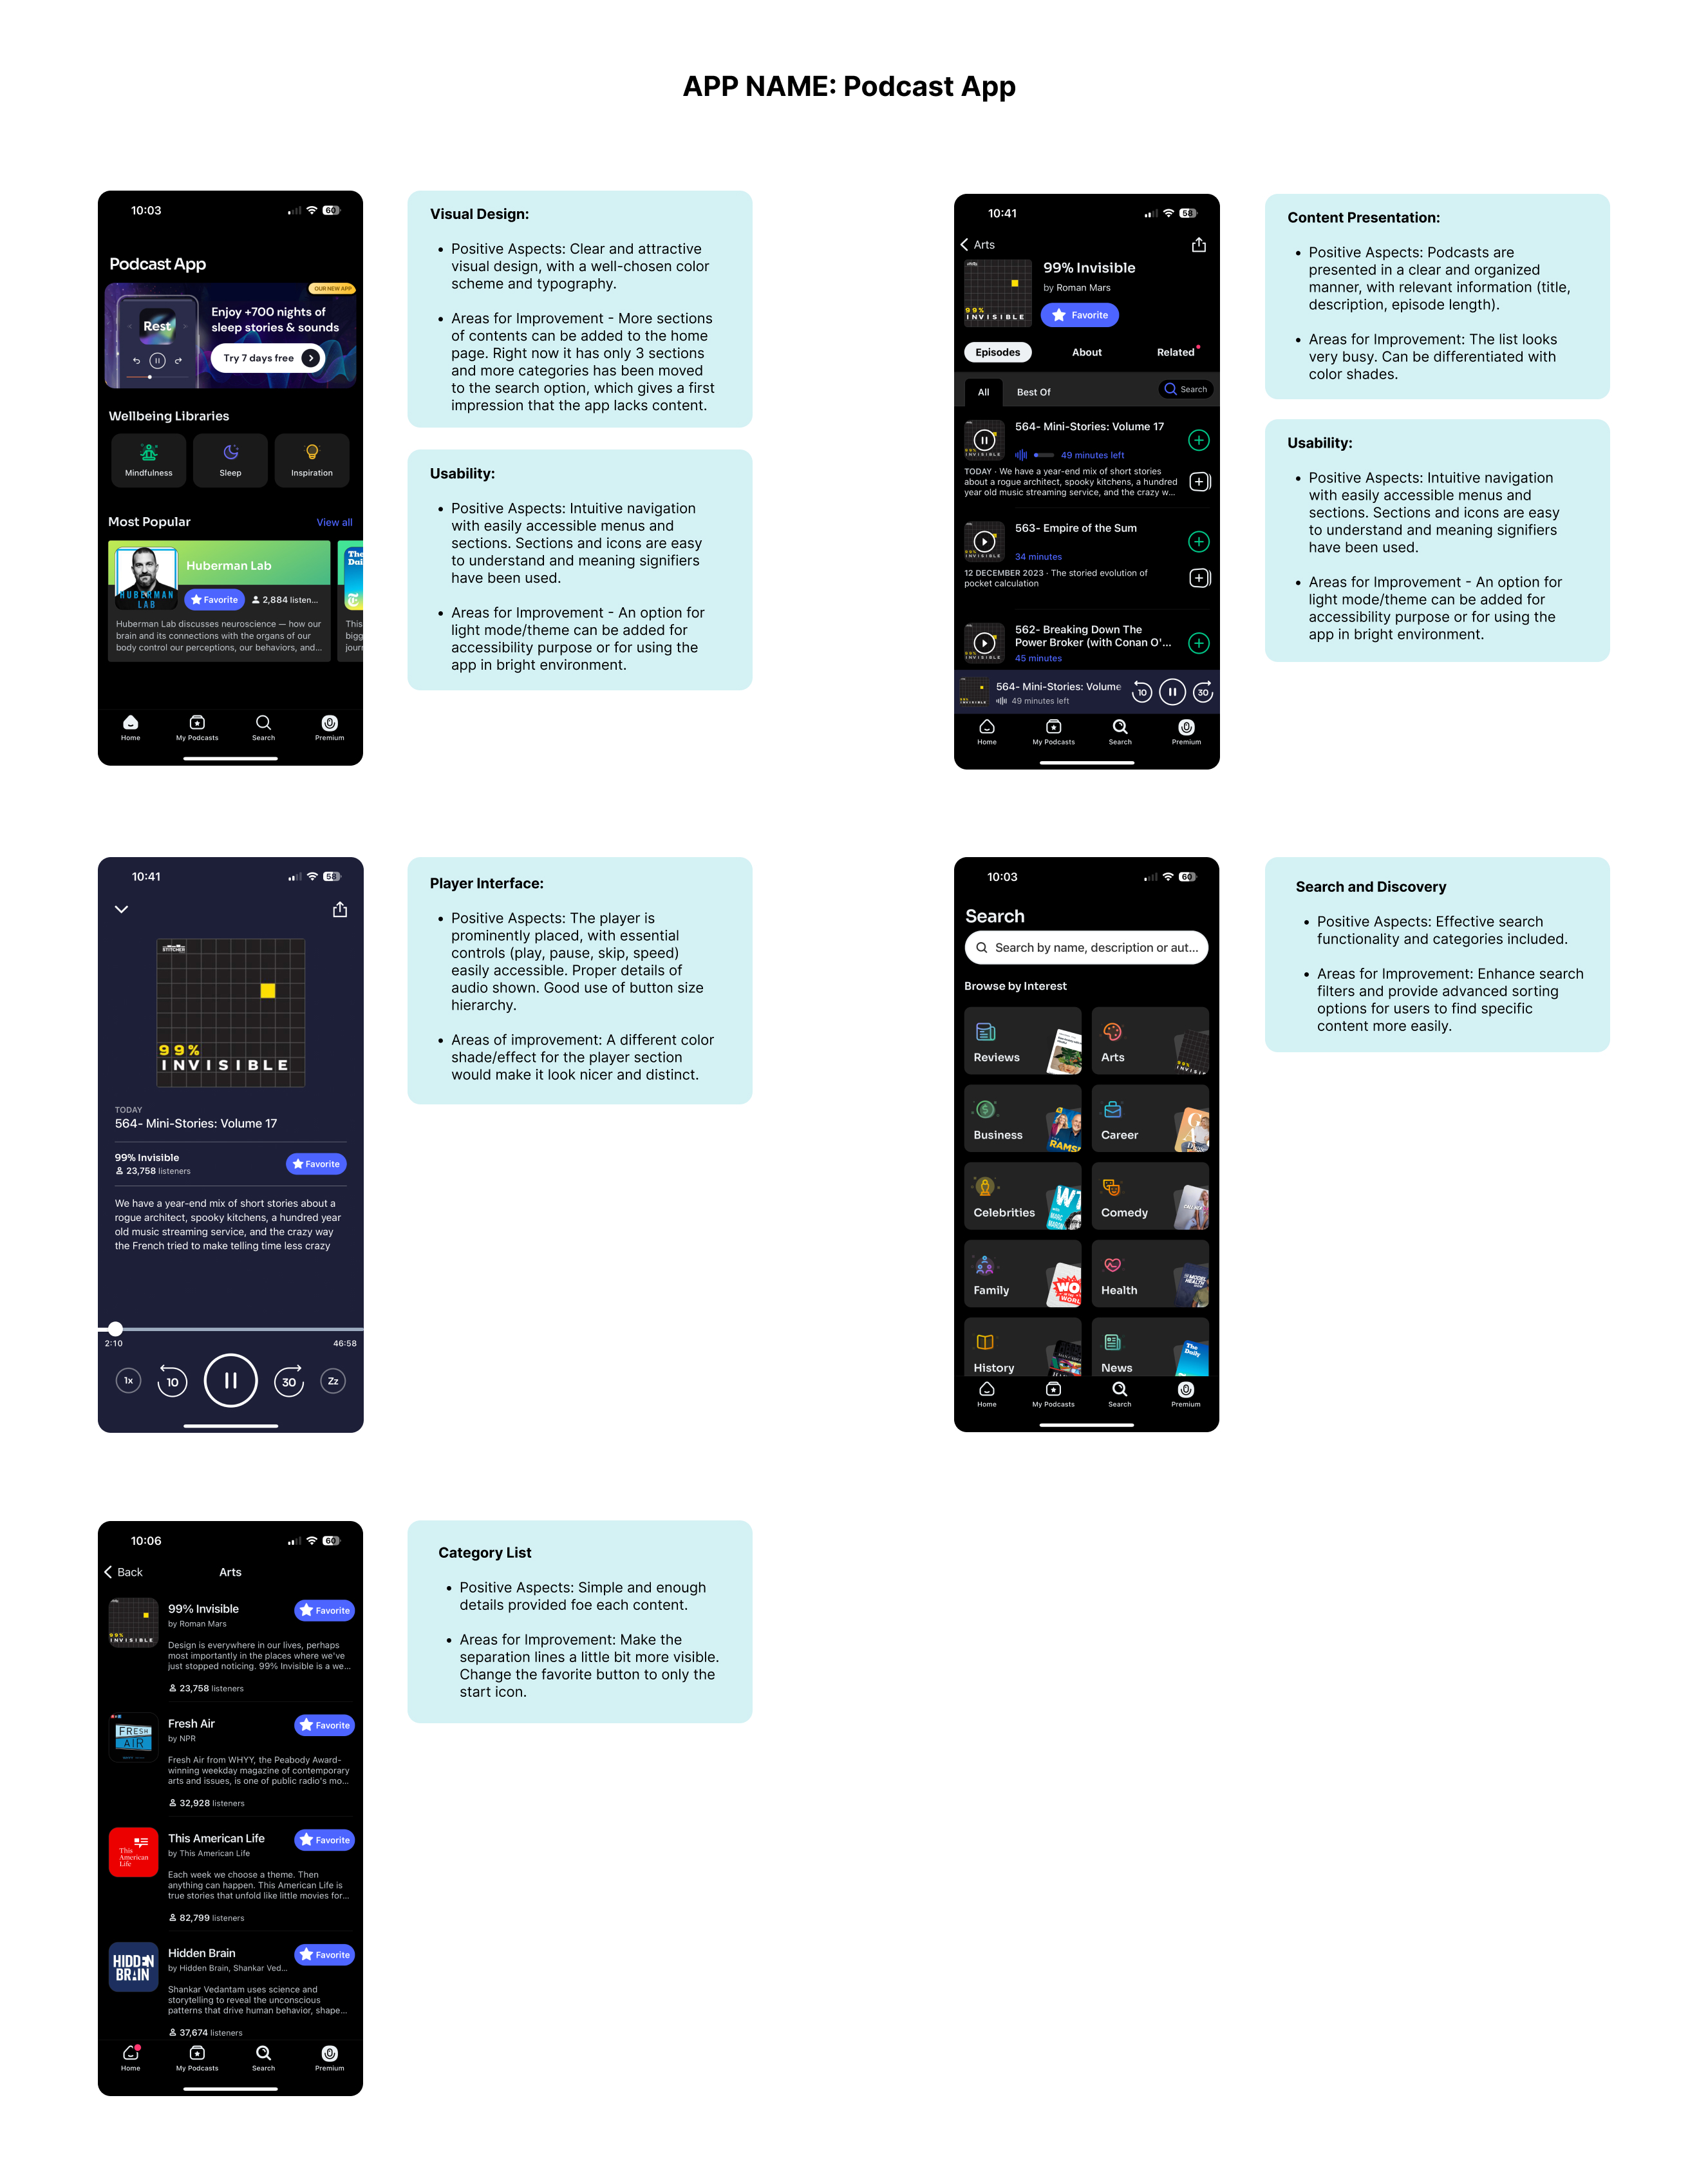 APP NAME: Podcast App
10:03
60
Podcast App
OUR NEW APP
Rest
Enjoy +700 nights of
sleep stories & sounds
Try 7 days free
Wellbeing Libraries
Mindfulness
Sleep
Inspiration
Most Popular
View all
Huberman Lab
HUBERMAN
LAB
Favorite
2,884 listen...
Huberman Lab discusses neuroscience — how our
brain and its connections with the organs of our
body control our perceptions, our behaviors, and...
The
Dai
This
bigg
jour
Home
My Podcasts
Search
Premium
Visual Design:
• Positive Aspects: Clear and attractive
visual design, with a well-chosen color
scheme and typography.
• Areas for Improvement - More sections
of contents can be added to the home
page. Right now it has only 3 sections
and more categories has been moved
to the search option, which gives a first
impression that the app lacks content.
Usability:
• Positive Aspects: Intuitive navigation
with easily accessible menus and
sections. Sections and icons are easy
to understand and meaning signifiers
have been used.
• Areas for Improvement - An option for
light mode/theme can be added for
accessibility purpose or for using the
app in bright environment.
10:41
58
Arts
99% Invisible
by Roman Mars
99%
INVISIBLE
Favorite
Episodes
About
Related
All
Best Of
Search
564- Mini-Stories: Volume 17
49 minutes left
TODAY · We have a year-end mix of short stories
about a rogue architect, spooky kitchens, a hundred
year old music streaming service, and the crazy w...
563- Empire of the Sum
34 minutes
12 DECEMBER 2023 · The storied evolution of
pocket calculation
562- Breaking Down The
Power Broker (with Conan O'...
45 minutes
564- Mini-Stories: Volume
49 minutes left
10
30
Home
My Podcasts
Search
Premium
Content Presentation:
• Positive Aspects: Podcasts are
presented in a clear and organized
manner, with relevant information (title,
description, episode length).
• Areas for Improvement: The list looks
very busy. Can be differentiated with
color shades.
Usability:
• Positive Aspects: Intuitive navigation
with easily accessible menus and
sections. Sections and icons are easy
to understand and meaning signifiers
have been used.
• Areas for Improvement - An option for
light mode/theme can be added for
accessibility purpose or for using the
app in bright environment.
10:41
58
STITCHER
99%
INVISIBLE
TODAY
564- Mini-Stories: Volume 17
99% Invisible
23,758 listeners
Favorite
We have a year-end mix of short stories about a
rogue architect, spooky kitchens, a hundred year
old music streaming service, and the crazy way
the French tried to make telling time less crazy
2:10
46:58
1x
10
30
Zz
Player Interface:
• Positive Aspects: The player is
prominently placed, with essential
controls (play, pause, skip, speed)
easily accessible. Proper details of
audio shown. Good use of button size
hierarchy.
• Areas of improvement: A different color
shade/effect for the player section
would make it look nicer and distinct.
10:03
60
Search
Search by name, description or aut...
Browse by Interest
Reviews
Arts
Business
RAMS
Career
Celebrities
WT
Comedy
Family
WO
WORL
Health
MODEL
HEALTH
History
News
The
Daily
Home
My Podcasts
Search
Premium
Search and Discovery
• Positive Aspects: Effective search
functionality and categories included.
• Areas for Improvement: Enhance search
filters and provide advanced sorting
options for users to find specific
content more easily.
10:06
60
Back
Arts
99%
INVISIBLE
99% Invisible
by Roman Mars
Favorite
Design is everywhere in our lives, perhaps
most importantly in the places where we've
just stopped noticing. 99% Invisible is a we...
23,758 listeners
FRESH
AIR
Fresh Air
by NPR
Favorite
Fresh Air from WHYY, the Peabody Award-
winning weekday magazine of contemporary
arts and issues, is one of public radio's mo...
32,928 listeners
This
American
Life
This American Life
by This American Life
Favorite
Each week we choose a theme. Then
anything can happen. This American Life is
true stories that unfold like little movies for...
82,799 listeners
HIDDEN
BRAIN
Hidden Brain
by Hidden Brain, Shankar Ved...
Favorite
Shankar Vedantam uses science and
storytelling to reveal the unconscious
patterns that drive human behavior, shape...
37,674 listeners
Home
My Podcasts
Search
Premium
Category List
• Positive Aspects: Simple and enough
details provided foe each content.
• Areas for Improvement: Make the
separation lines a little bit more visible.
Change the favorite button to only the
start icon.